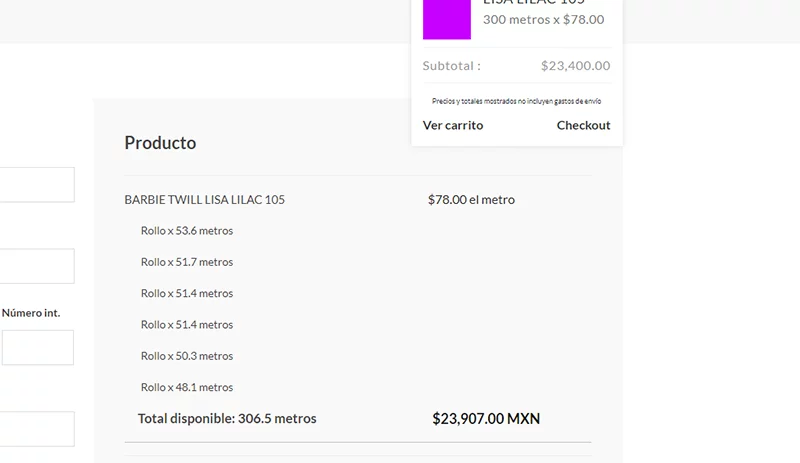 LISA LILAC 105
300 metros x $78.00
Subtotal : $23,400.00
Precios y totales mostrados no incluyen gastos de envío
Ver carrito Checkout
Producto
BARBIE TWILL LISA LILAC 105 $78.00 el metro
Rollo x 53.6 metros
Rollo x 51.7 metros
Rollo x 51.4 metros
Número int.
Rollo x 51.4 metros
Rollo x 50.3 metros
Rollo x 48.1 metros
Total disponible: 306.5 metros $23,907.00 MXN